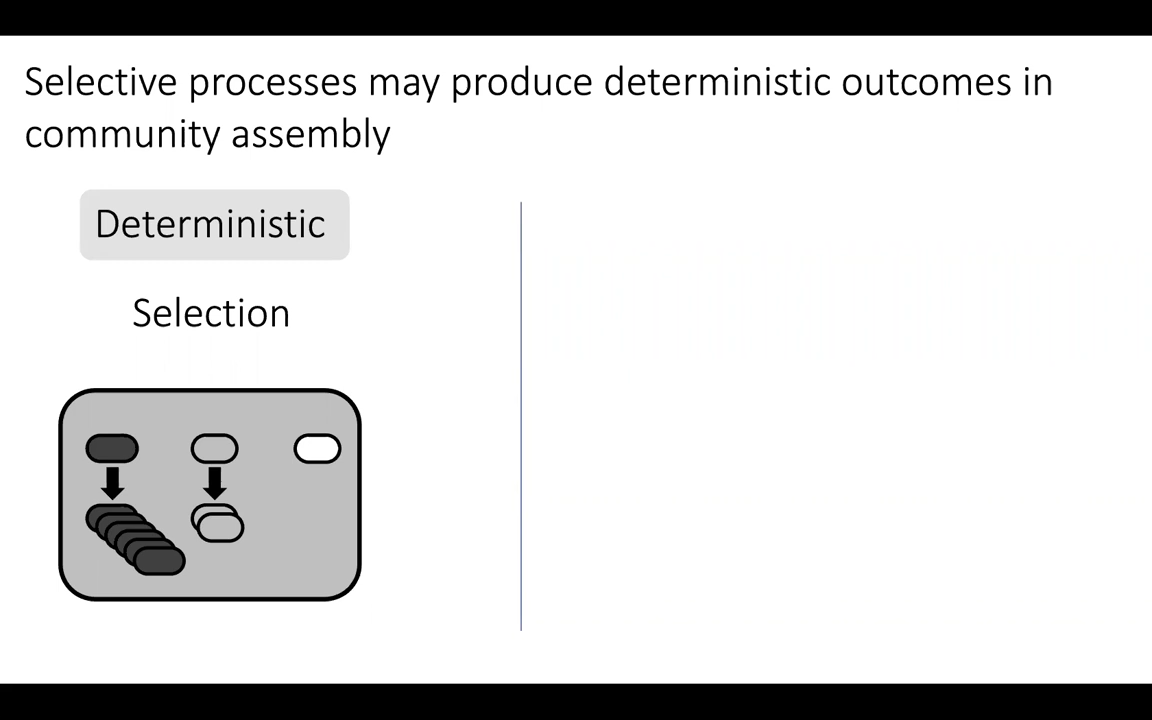 Selective processes may produce deterministic outcomes in
community assembly
Deterministic
Selection